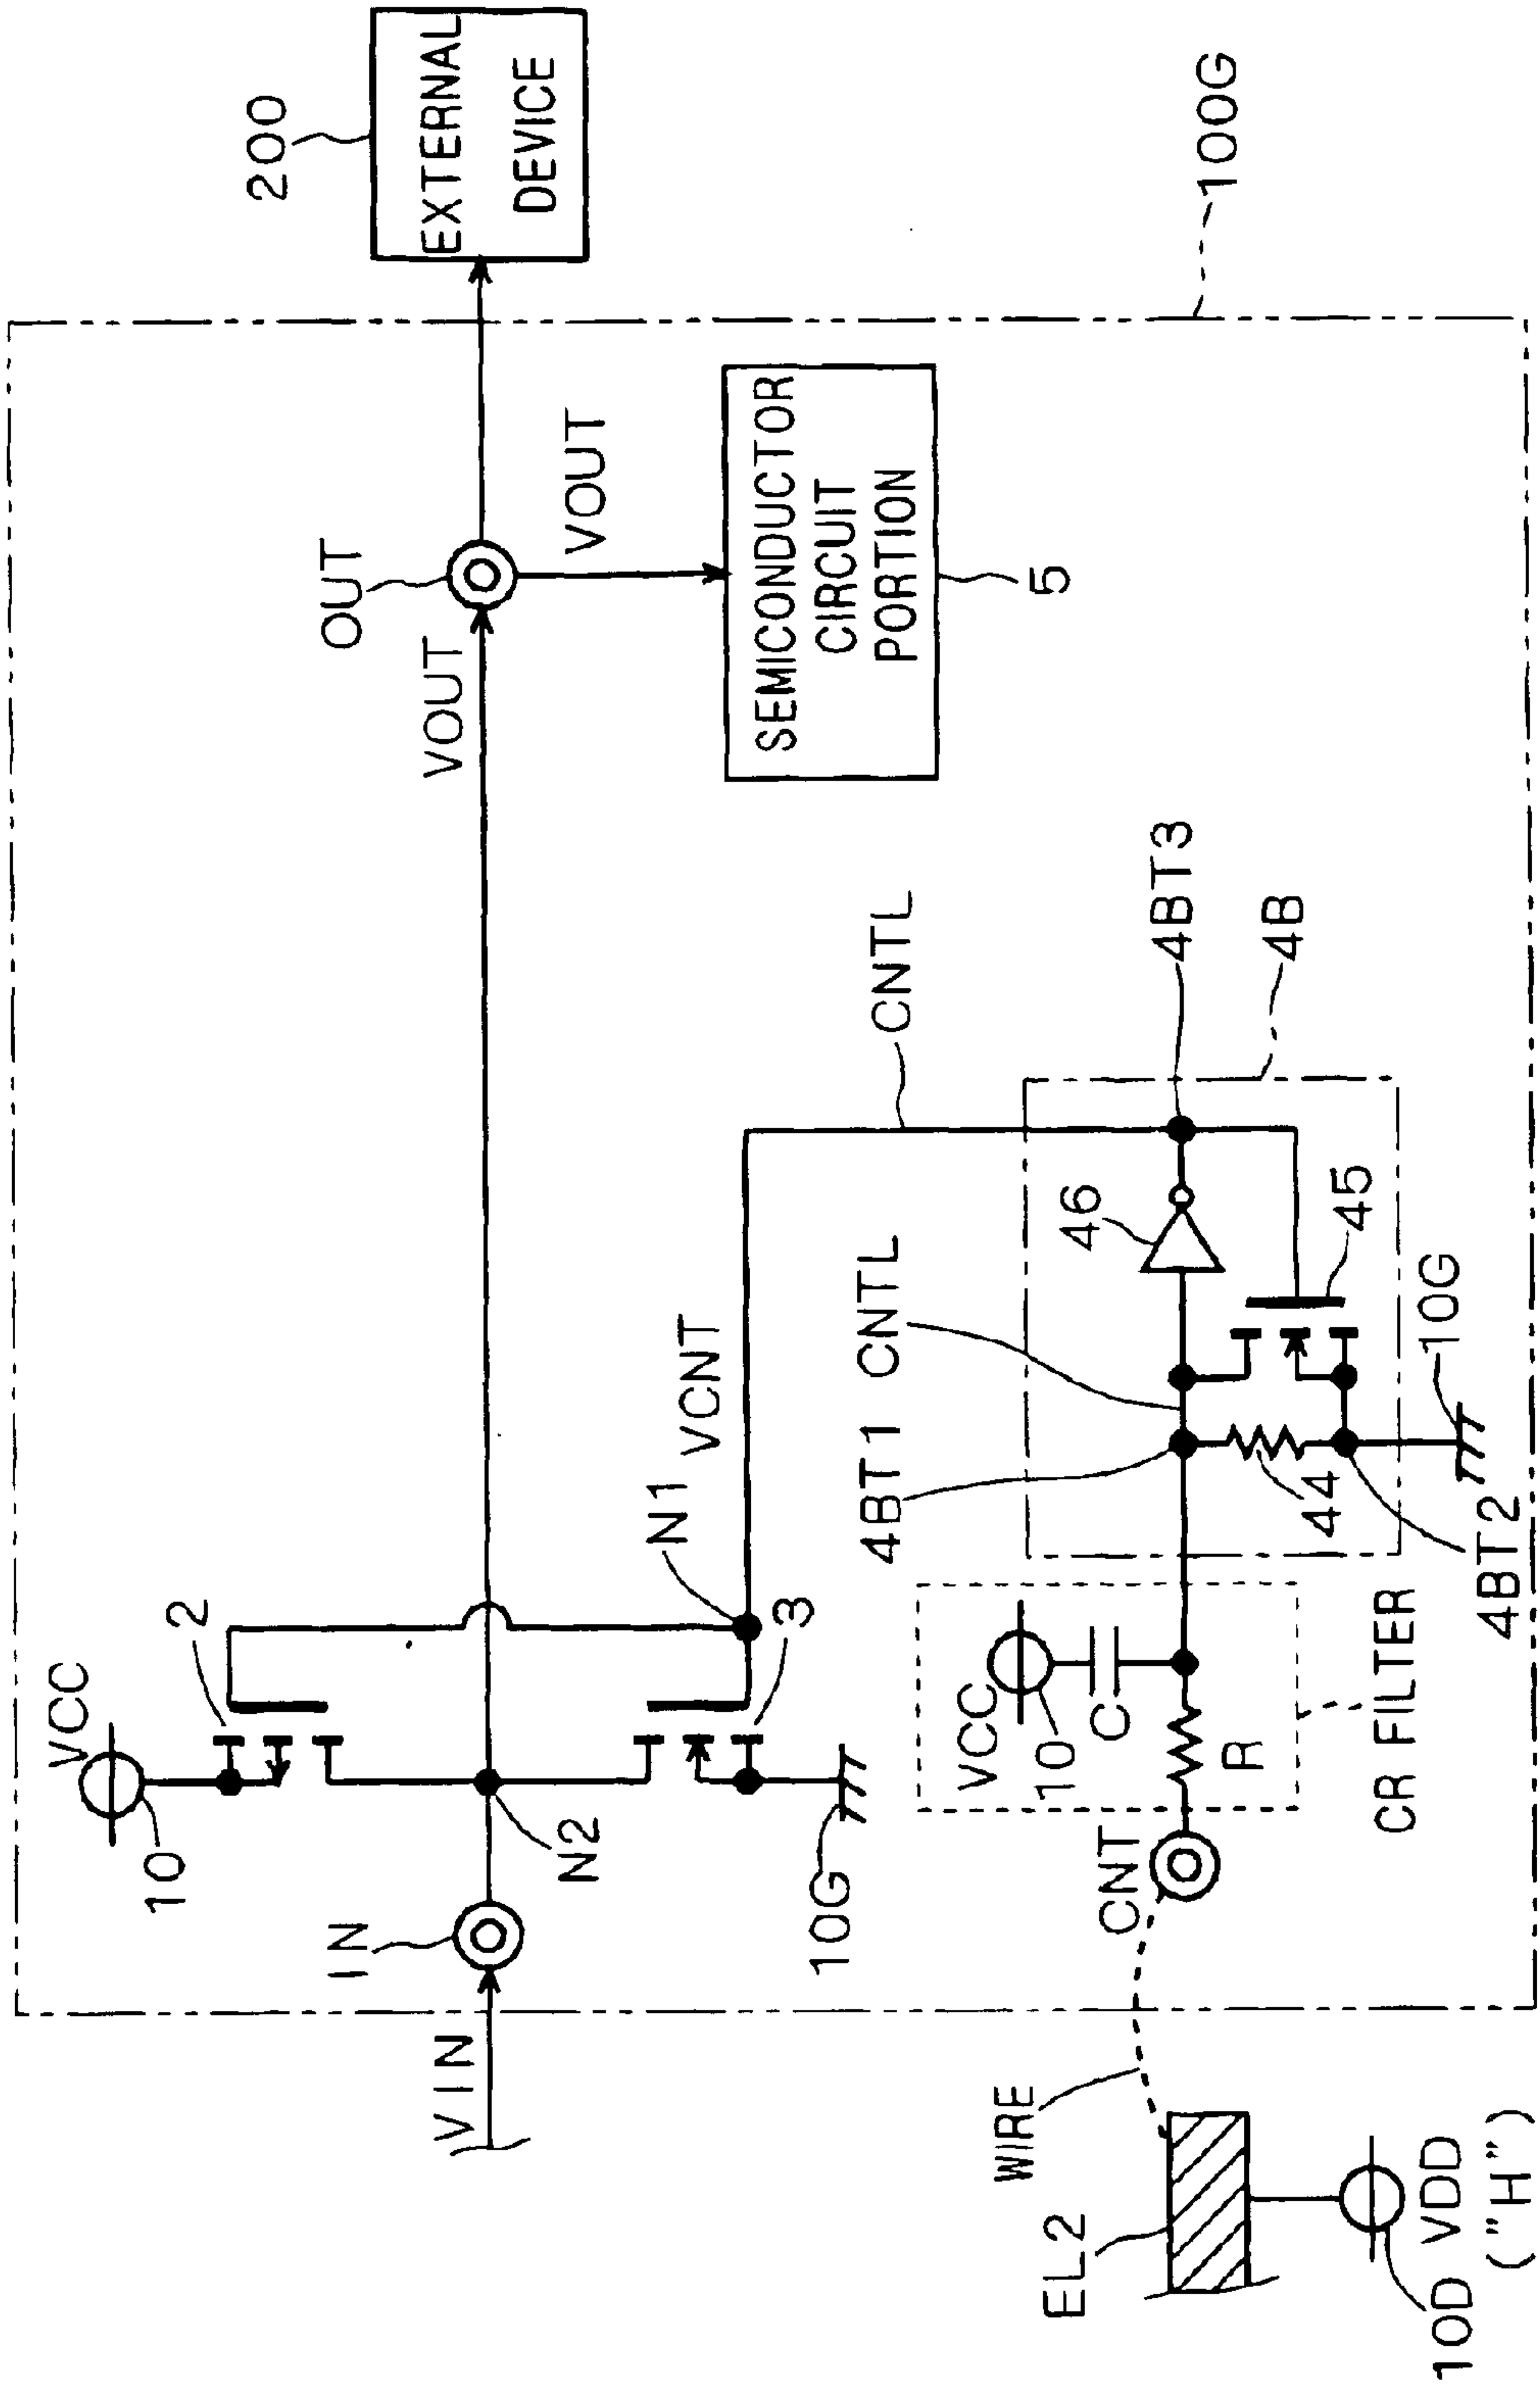 200
EXTERNAL
DEVICE
100G
OUT
VOUT
VOUT
SEMICONDUCTOR
CIRCUIT
PORTION
5
VCC
2
10
IN
VIN
N2
N1
VCNT
3
10G
CNTL
4BT3
4B
46
45
4BT1
CNTL
44
10G
4BT2
VCC
10
C
R
CR FILTER
CNT
WIRE
EL2
10D
VDD
("H")